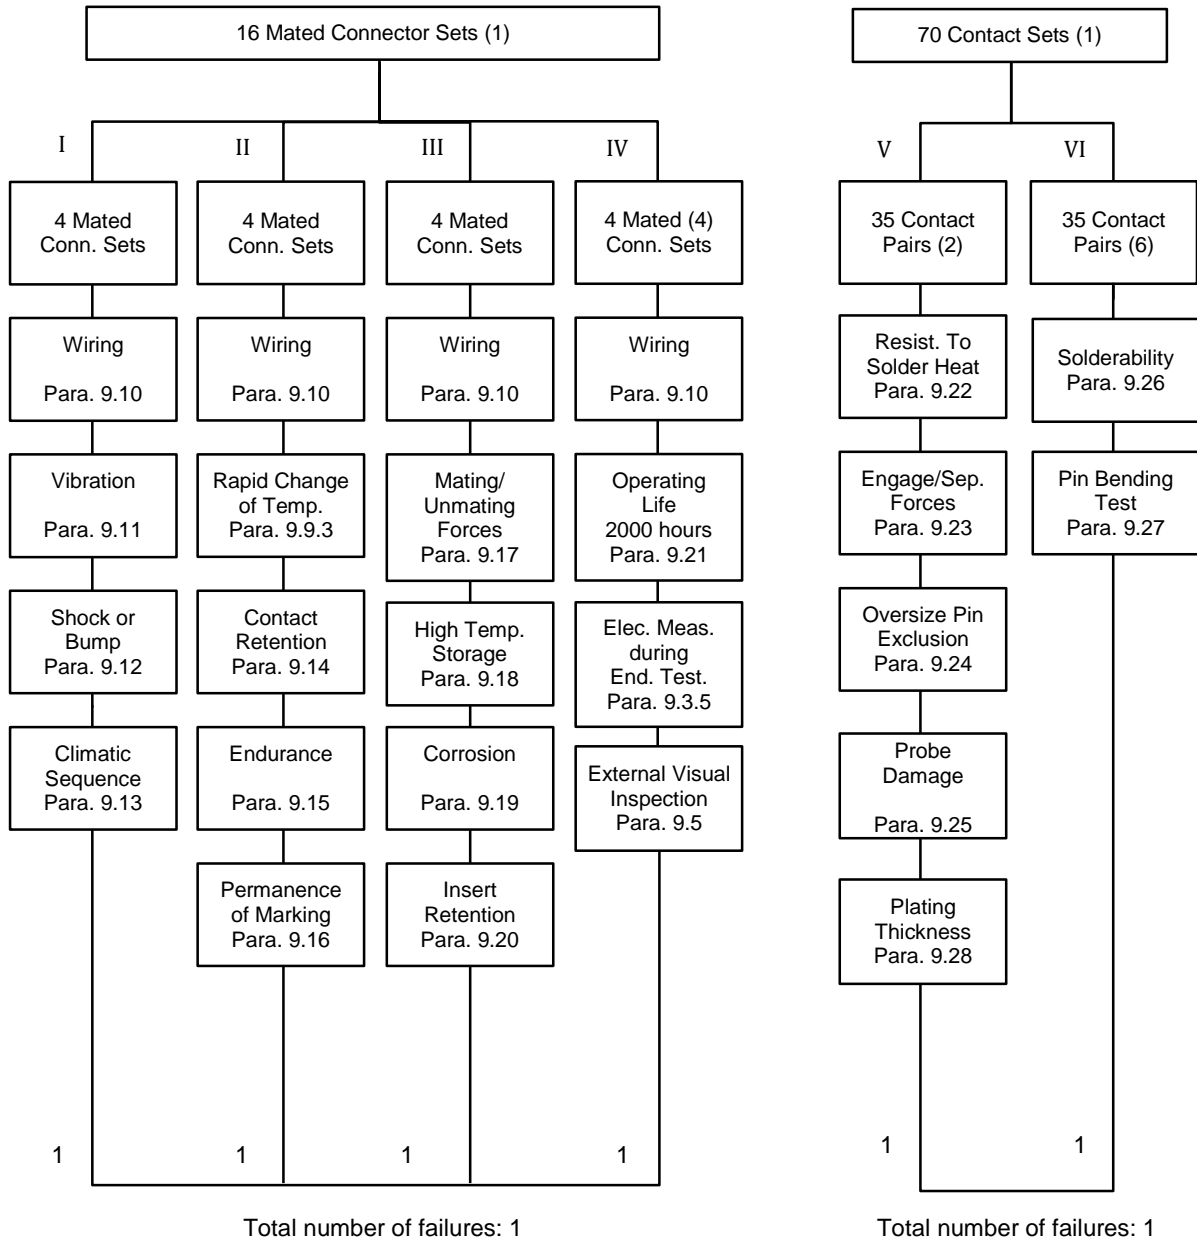 16 Mated Connector Sets (1)
70 Contact Sets (1)
I
II
III
IV
V
VI
4 Mated
Conn. Sets
4 Mated
Conn. Sets
4 Mated
Conn. Sets
4 Mated (4)
Conn. Sets
35 Contact
Pairs (2)
35 Contact
Pairs (6)
Wiring
Para. 9.10
Wiring
Para. 9.10
Wiring
Para. 9.10
Wiring
Para. 9.10
Resist. To
Solder Heat
Para. 9.22
Solderability
Para. 9.26
Vibration
Para. 9.11
Rapid Change
of Temp.
Para. 9.9.3
Mating/
Unmating
Forces
Para. 9.17
Operating
Life
2000 hours
Para. 9.21
Engage/Sep.
Forces
Para. 9.23
Pin Bending
Test
Para. 9.27
Shock or
Bump
Para. 9.12
Contact
Retention
Para. 9.14
High Temp.
Storage
Para. 9.18
Elec. Meas.
during
End. Test.
Para. 9.3.5
Oversize Pin
Exclusion
Para. 9.24
Climatic
Sequence
Para. 9.13
Endurance
Para. 9.15
Corrosion
Para. 9.19
External Visual
Inspection
Para. 9.5
Probe
Damage
Para. 9.25
Permanence
of Marking
Para. 9.16
Insert
Retention
Para. 9.20
Plating
Thickness
Para. 9.28
1
1
1
1
1
1
Total number of failures: 1
Total number of failures: 1